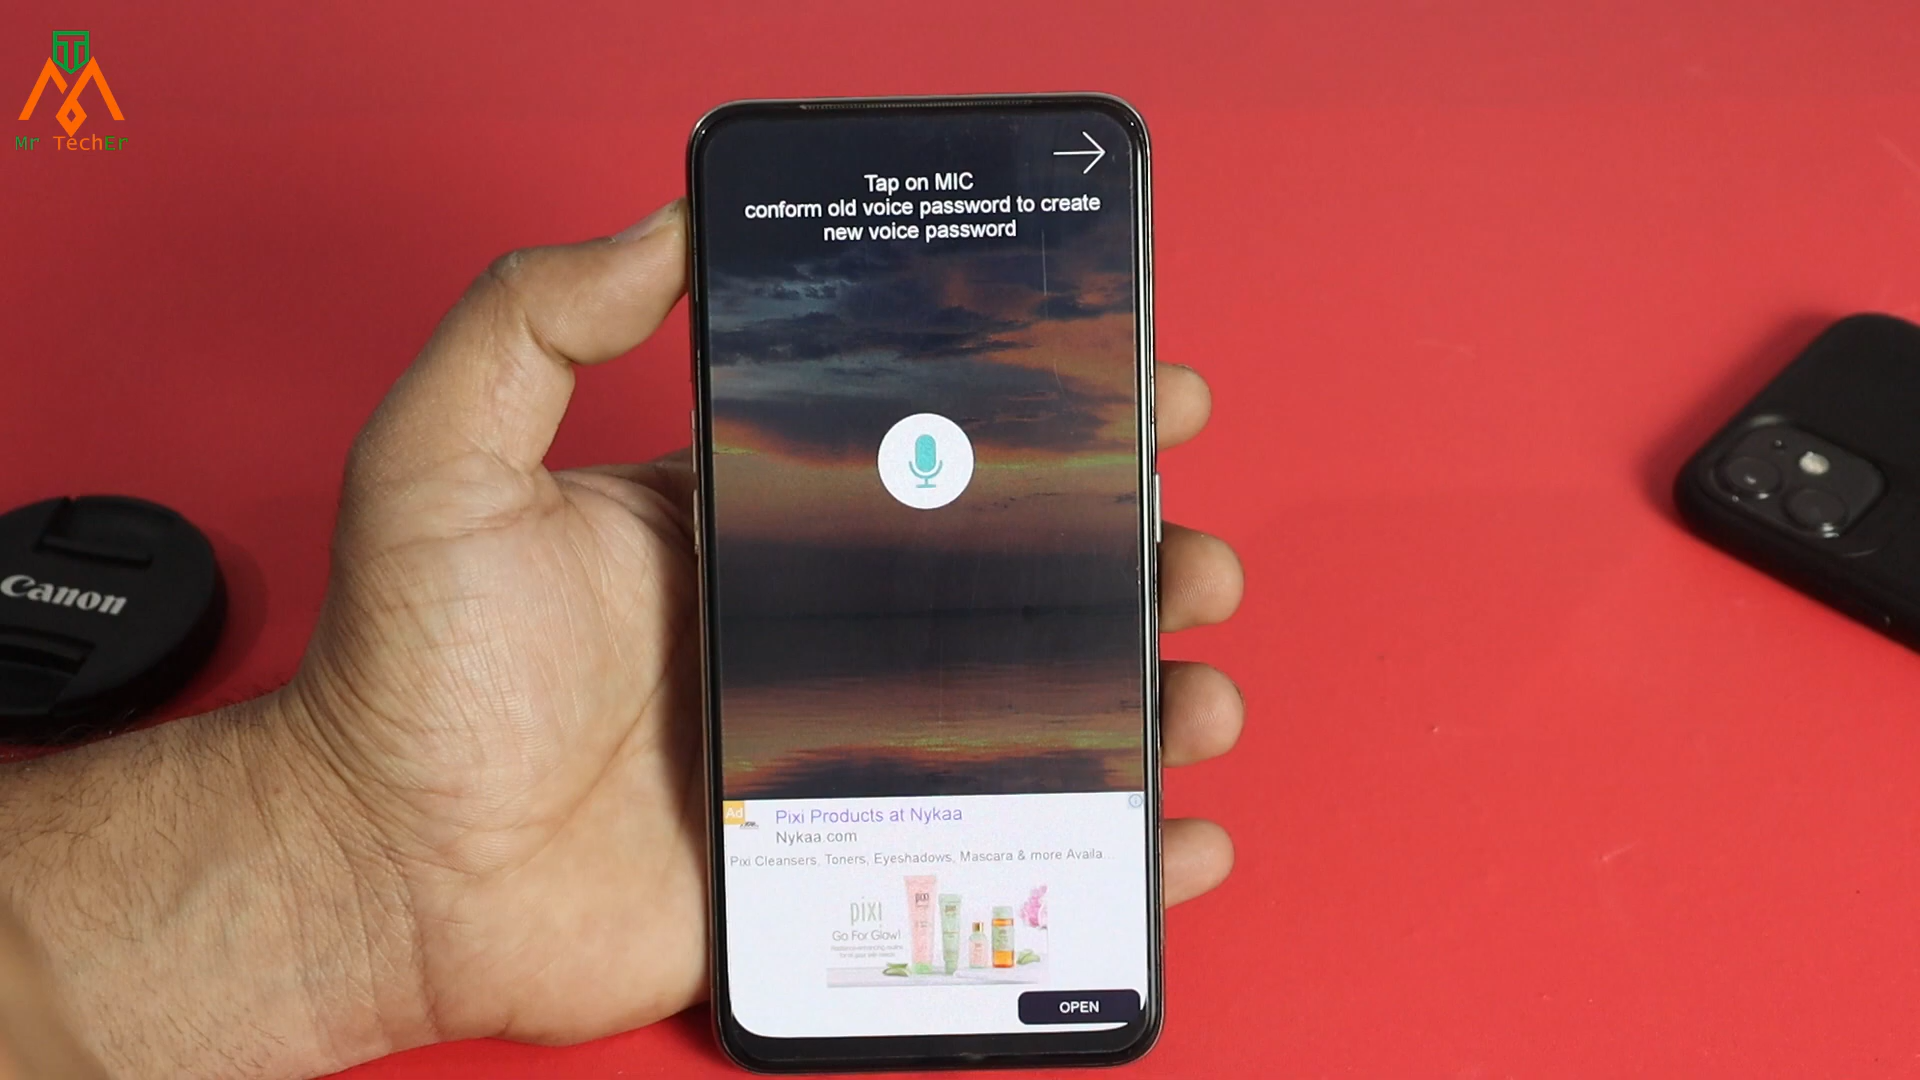 Mr TechEr
Tap on MIC
conform old voice password to create
new voice password
Canon
Ad
Pixi Products at Nykaa
Nykaa.com
Pixi Cleansers, Toners, Eyeshadows, Mascara & more Availa...
pixi
Go For Glow!
OPEN